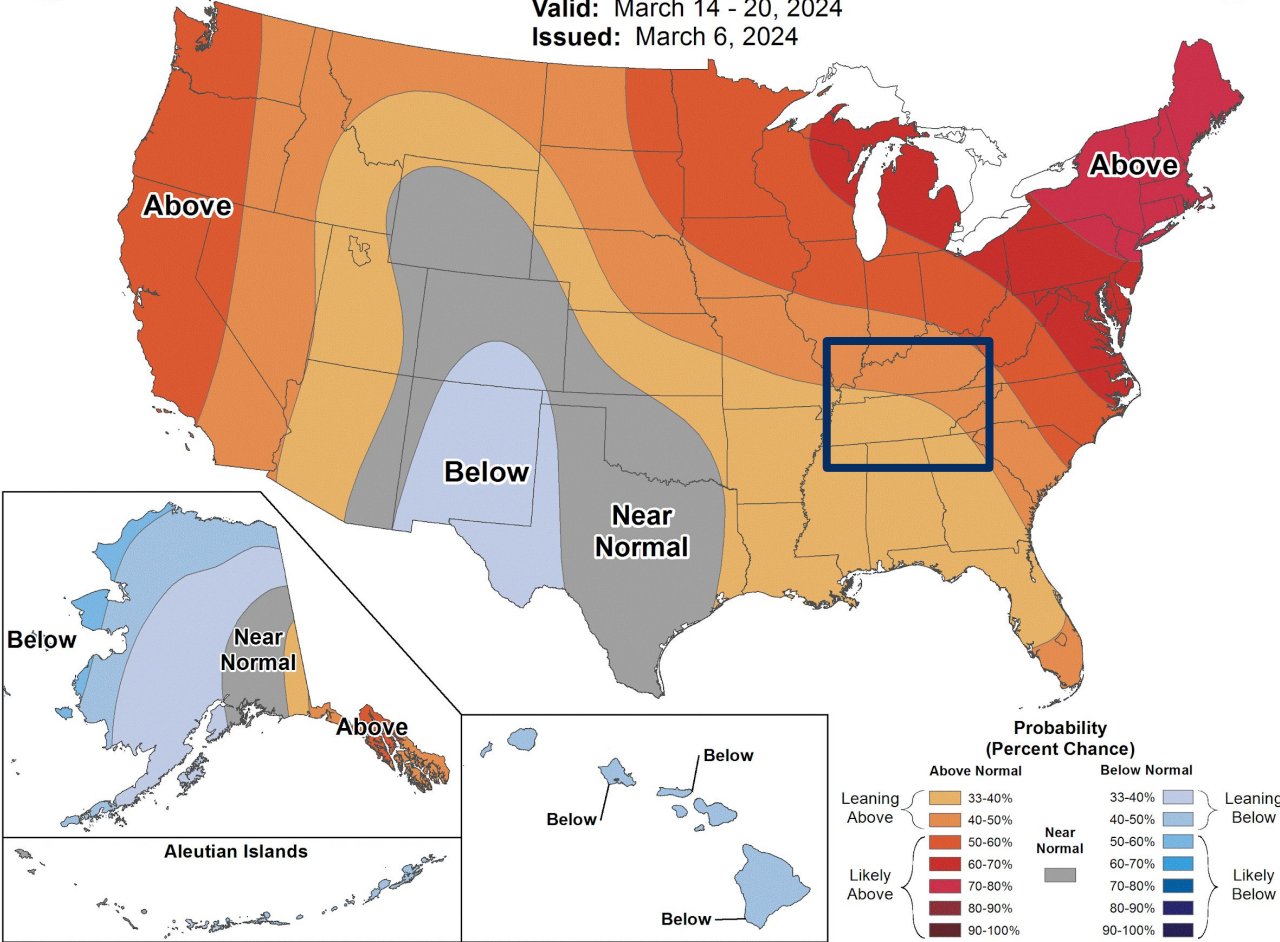 Valid: March 14 - 20, 2024
Issued: March 6, 2024
Above
Above
Below
Near
Normal
Below
Near
Normal
Above
Aleutian Islands
Below
Below
Below
Probability
(Percent Chance)
Above Normal
Below Normal
Leaning
Above
33-40%
40-50%
Likely
Above
50-60%
60-70%
70-80%
80-90%
90-100%
Near
Normal
33-40%
40-50%
Leaning
Below
50-60%
60-70%
70-80%
80-90%
90-100%
Likely
Below